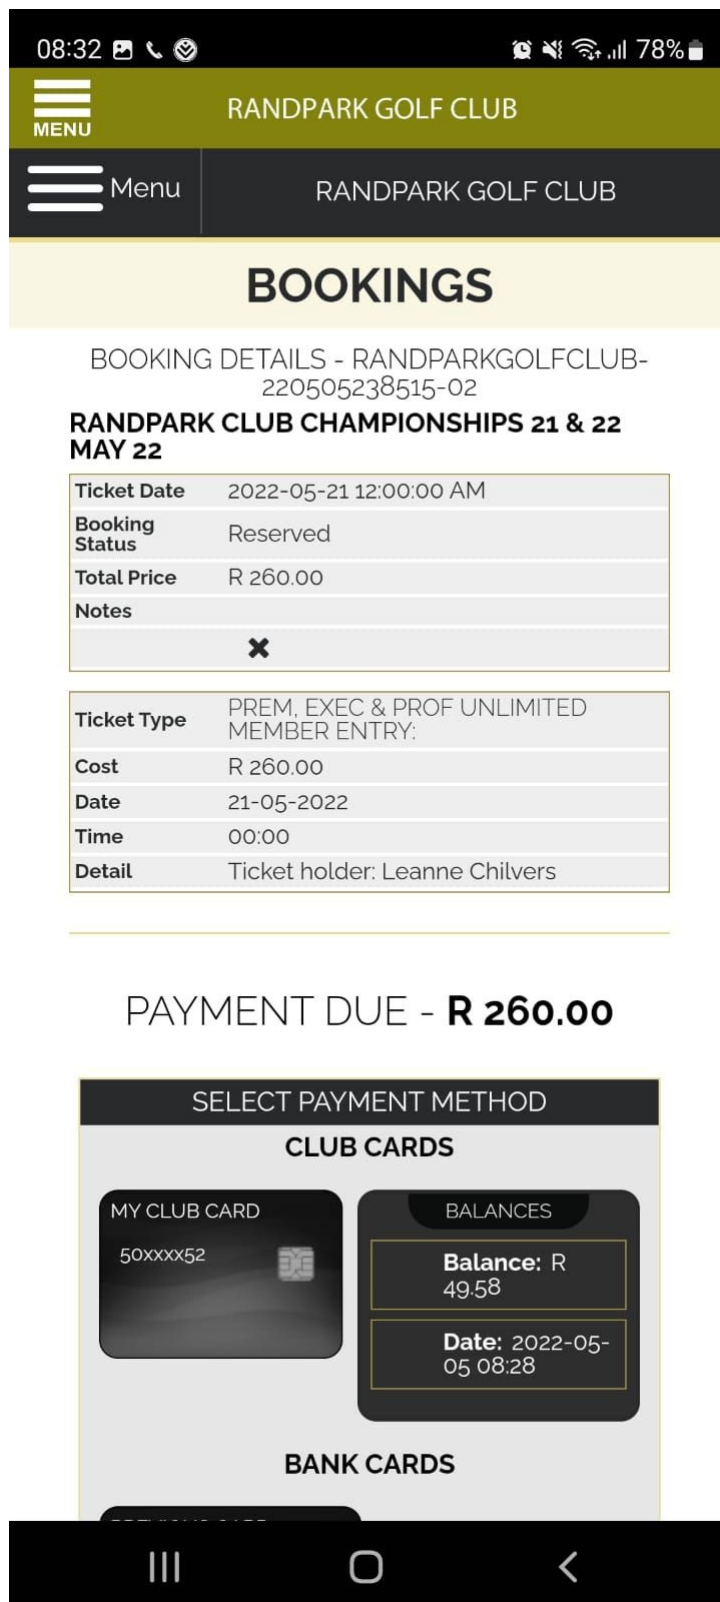 08:32 78%
MENU RANDPARK GOLF CLUB
Menu RANDPARK GOLF CLUB
BOOKINGS
BOOKING DETAILS - RANDPARKGOLFCLUB-
220505238515-02
RANDPARK CLUB CHAMPIONSHIPS 21 & 22
MAY 22
Ticket Date 2022-05-21 12:00:00 AM
Booking
Status Reserved
Total Price R 260.00
Notes
Ticket Type PREM, EXEC & PROF UNLIMITED
MEMBER ENTRY:
Cost R 260.00
Date 21-05-2022
Time 00:00
Detail Ticket holder: Leanne Chilvers
PAYMENT DUE - R 260.00
SELECT PAYMENT METHOD
CLUB CARDS
MY CLUB CARD
50xxxx52
BALANCES
Balance: R
49.58
Date: 2022-05-
05 08:28
BANK CARDS